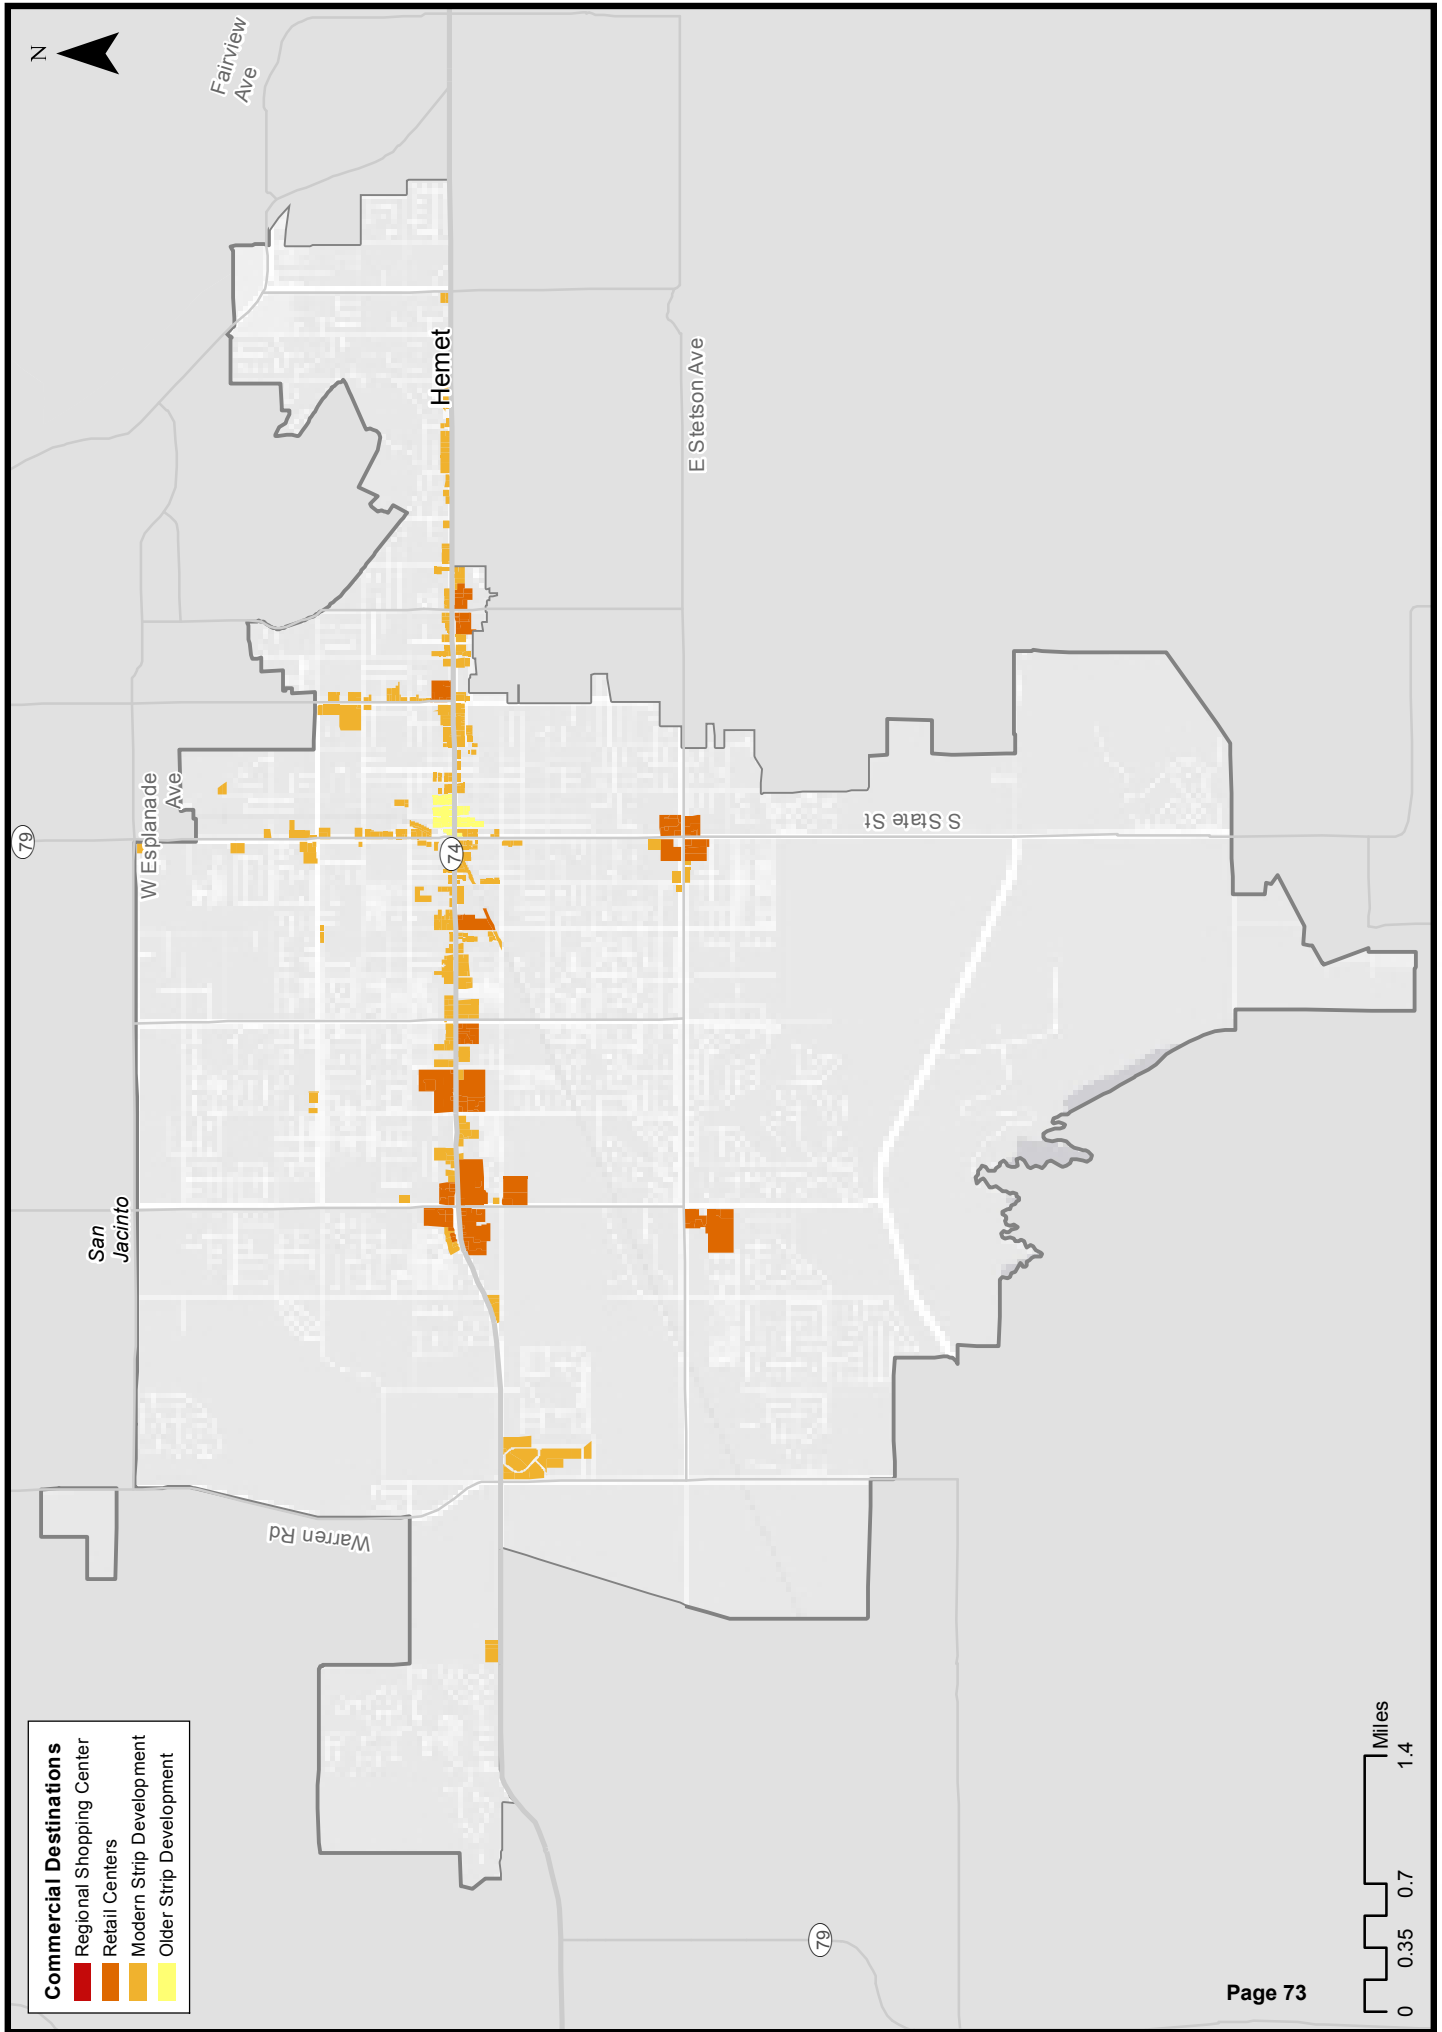 N
Fairview
Ave
79
W Esplanade
Ave
Hemet
E Stetson Ave
74
S State St
San
Jacinto
Warren Rd
79
Commercial Destinations
Regional Shopping Center
Retail Centers
Modern Strip Development
Older Strip Development
Miles
0 0.35 0.7 1.4
Page 73